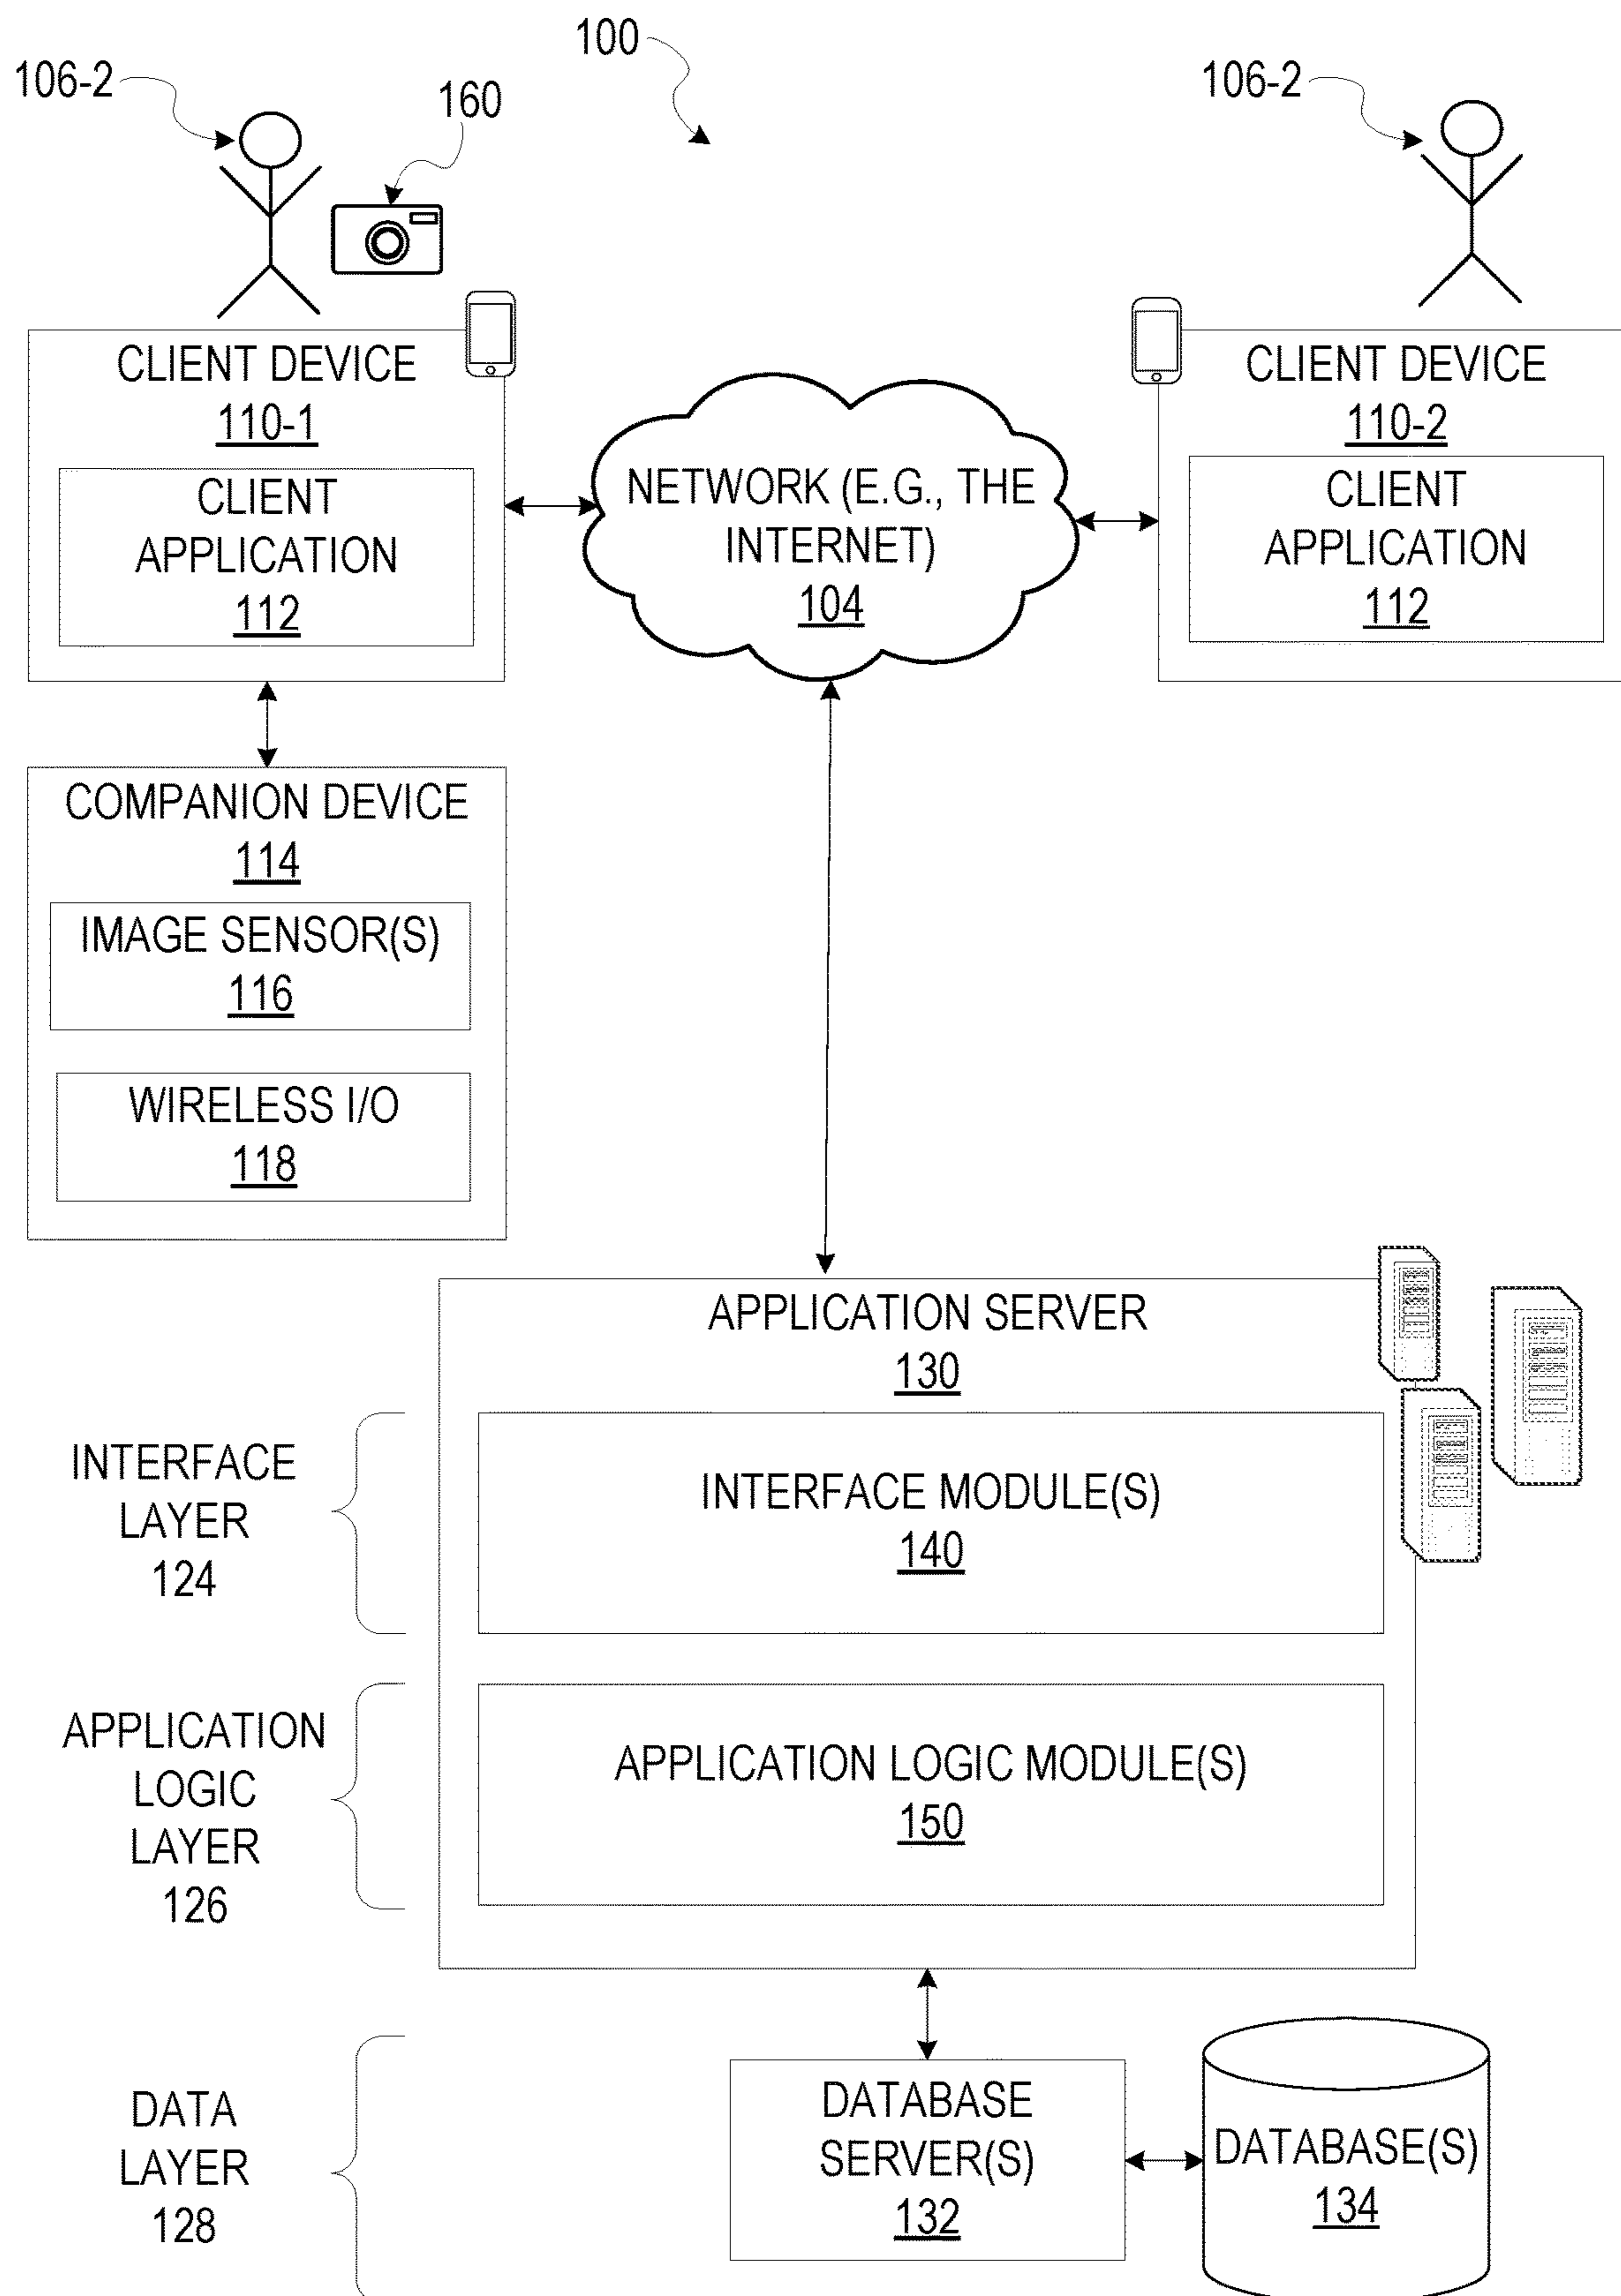 100
106-2
160
106-2
CLIENT DEVICE
110-1
CLIENT
APPLICATION
112
NETWORK (E.G., THE
INTERNET)
104
CLIENT DEVICE
110-2
CLIENT
APPLICATION
112
COMPANION DEVICE
114
IMAGE SENSOR(S)
116
WIRELESS I/O
118
APPLICATION SERVER
130
INTERFACE
LAYER
124
INTERFACE MODULE(S)
140
APPLICATION
LOGIC
LAYER
126
APPLICATION LOGIC MODULE(S)
150
DATA
LAYER
128
DATABASE
SERVER(S)
132
DATABASE(S)
134